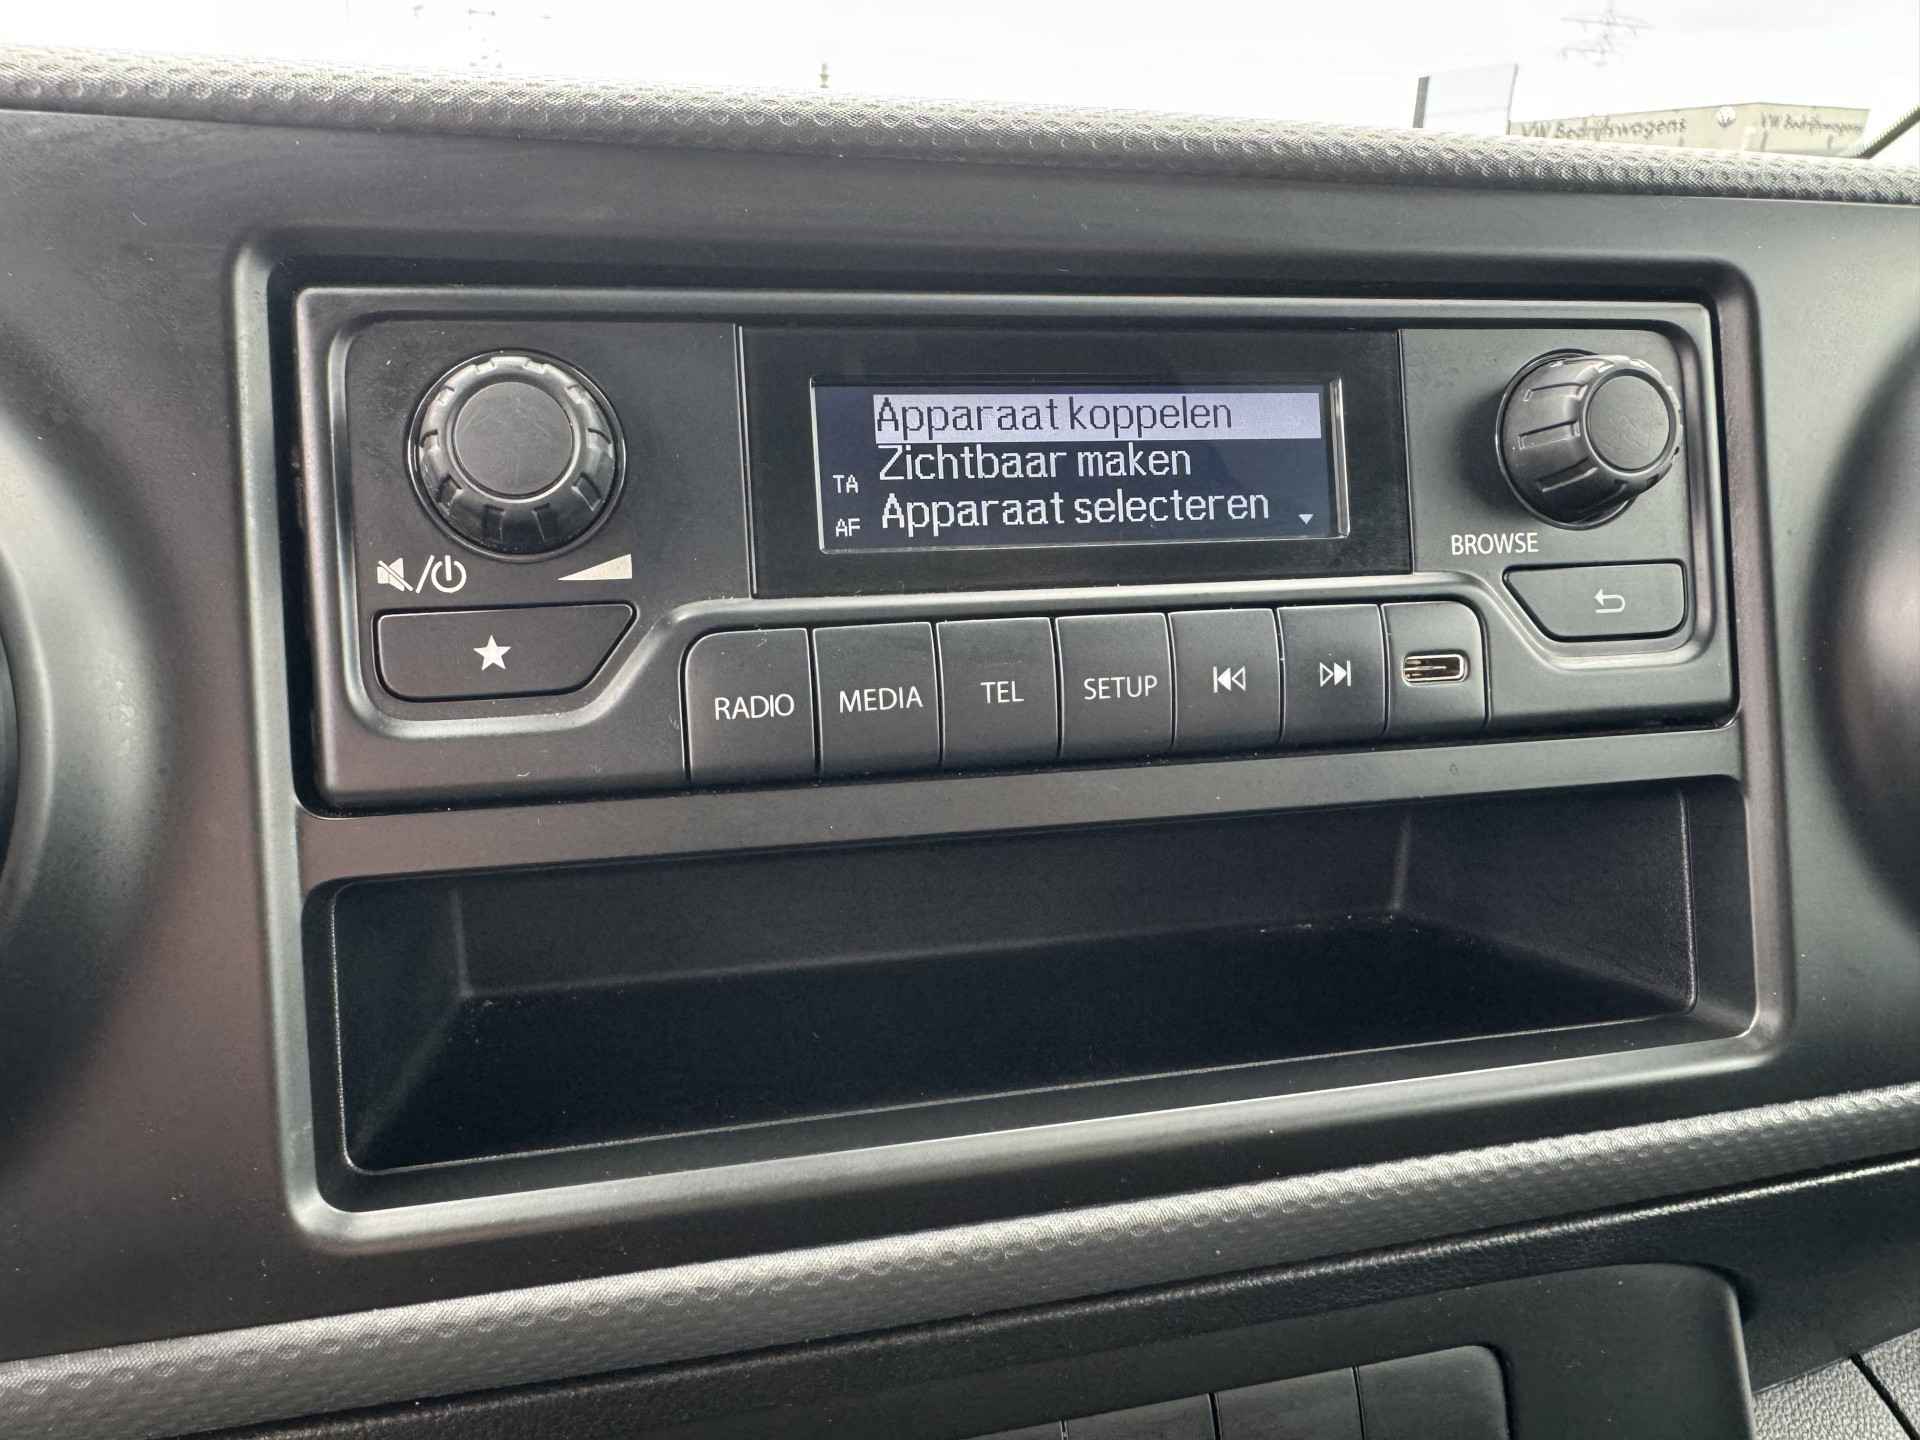 VW Bedrijfswagens
VW Bedrijfswagens
Apparaat koppelen
Zichtbaar maken
TA
Apparaat selecteren
AF
BROWSE
RADIO
MEDIA
TEL
SETUP